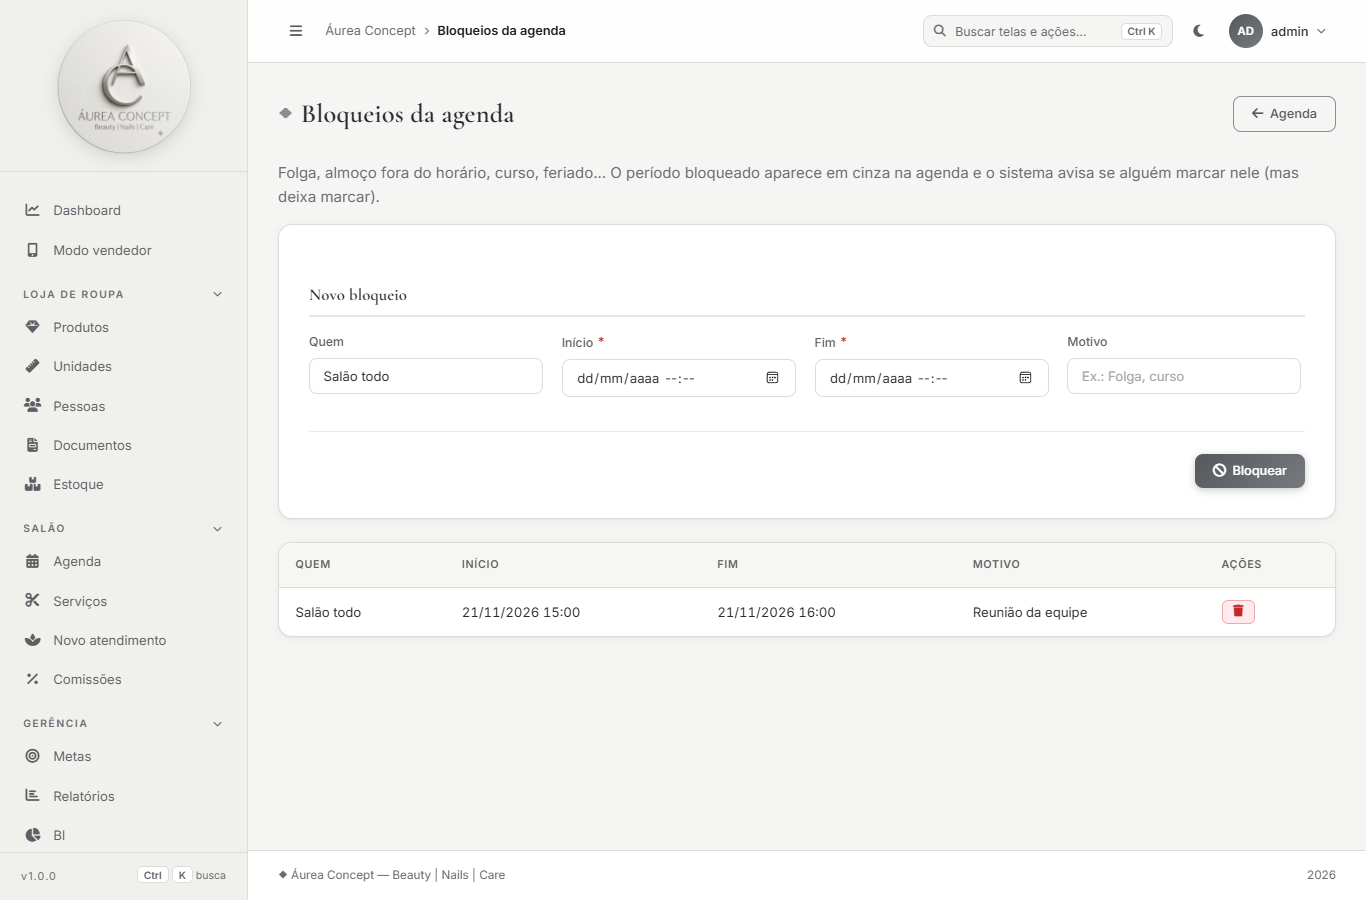 ÁUREA CONCEPT
Beauty | Nails | Care
Dashboard
Modo vendedor
LOJA DE ROUPA
Produtos
Unidades
Pessoas
Documentos
Estoque
SALÃO
Agenda
Serviços
Novo atendimento
Comissões
GERÊNCIA
Metas
Relatórios
BI
v1.0.0
Ctrl K busca
Áurea Concept > Bloqueios da agenda
Buscar telas e ações... Ctrl K
AD admin
Bloqueios da agenda
Agenda
Folga, almoço fora do horário, curso, feriado... O período bloqueado aparece em cinza na agenda e o sistema avisa se alguém marcar nele (mas
deixa marcar).
Novo bloqueio
Quem Início * Fim * Motivo
Salão todo dd/mm/aaaa --:-- dd/mm/aaaa --:-- Ex.: Folga, curso
Bloquear
QUEM INÍCIO FIM MOTIVO AÇÕES
Salão todo 21/11/2026 15:00 21/11/2026 16:00 Reunião da equipe
Áurea Concept — Beauty | Nails | Care
2026